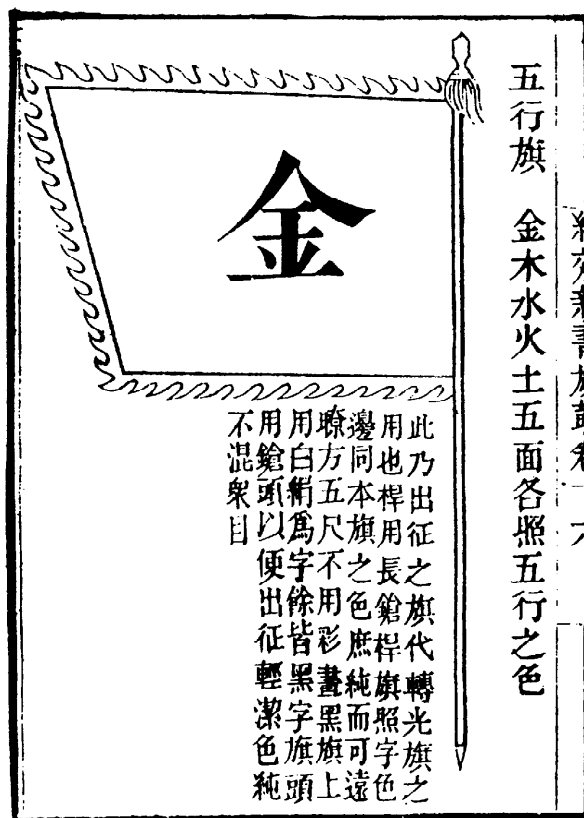 五行旗　金木水火土五面各照五行之色
金
此乃出征之旗代轉光旗之
用也桿用長鎗桿旗照字色
邊同本旗之色庶純而可遠
瞭方五尺不用彩畫黑旗上
用白絹爲字餘皆黑字旗頭
用鎗頭以便出征輕潔色純
不混衆目